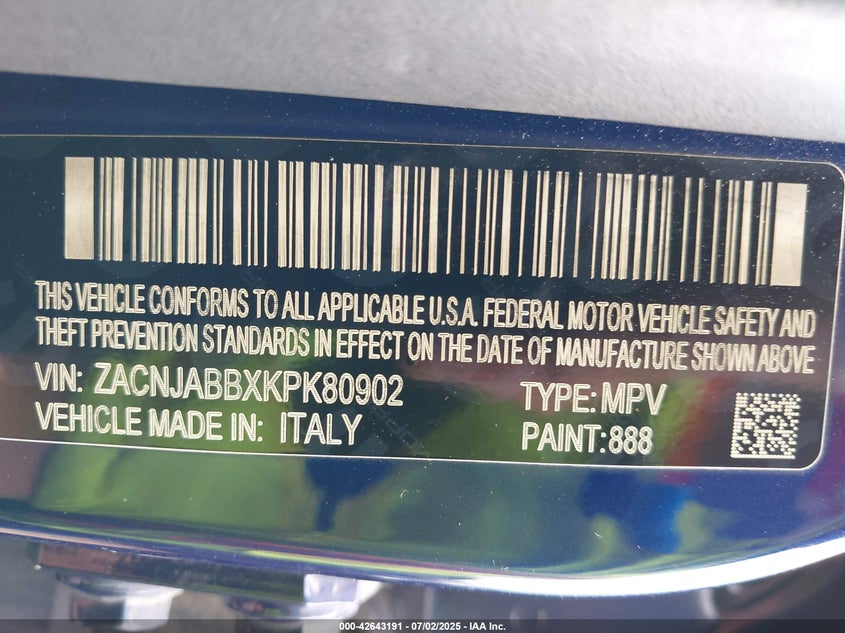 THIS VEHICLE CONFORMS TO ALL APPLICABLE U.S.A. FEDERAL MOTOR VEHICLE SAFETY AND
THEFT PREVENTION STANDARDS IN EFFECT ON THE DATE OF MANUFACTURE SHOWN ABOVE
VIN: ZACNJABBXKPK80902 TYPE: MPV
VEHICLE MADE IN: ITALY PAINT: 888
000-42643191 - 07/02/2025 - IAA Inc.